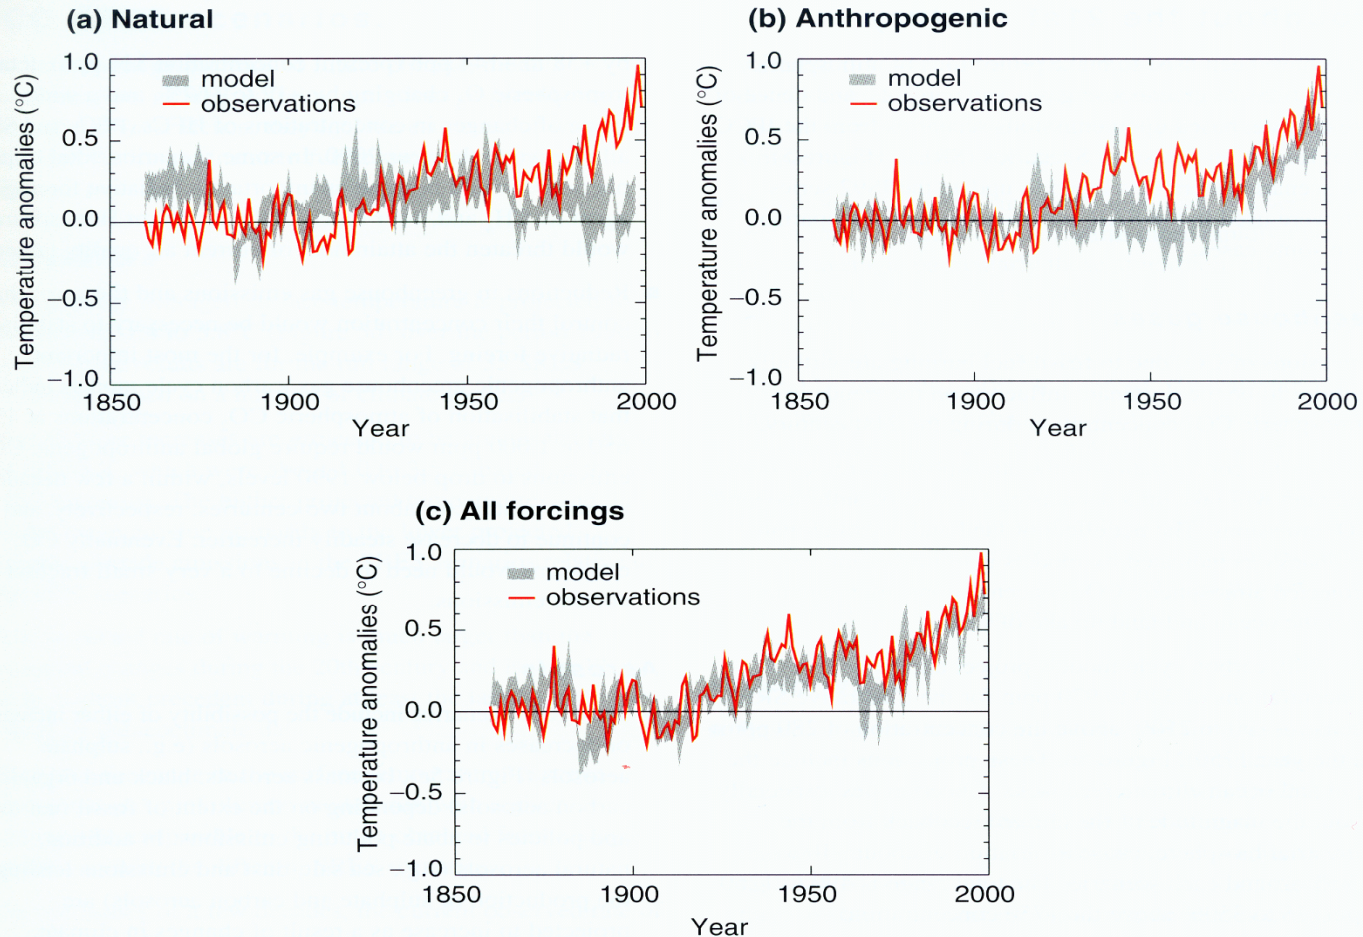 (a) Natural
1.0
0.5
0.0
−0.5
−1.0
Temperature anomalies (°C)
model
observations
1850 1900 1950 2000
Year
(b) Anthropogenic
1.0
0.5
0.0
−0.5
−1.0
Temperature anomalies (°C)
model
observations
1850 1900 1950 2000
Year
(c) All forcings
1.0
0.5
0.0
−0.5
−1.0
Temperature anomalies (°C)
model
observations
1850 1900 1950 2000
Year